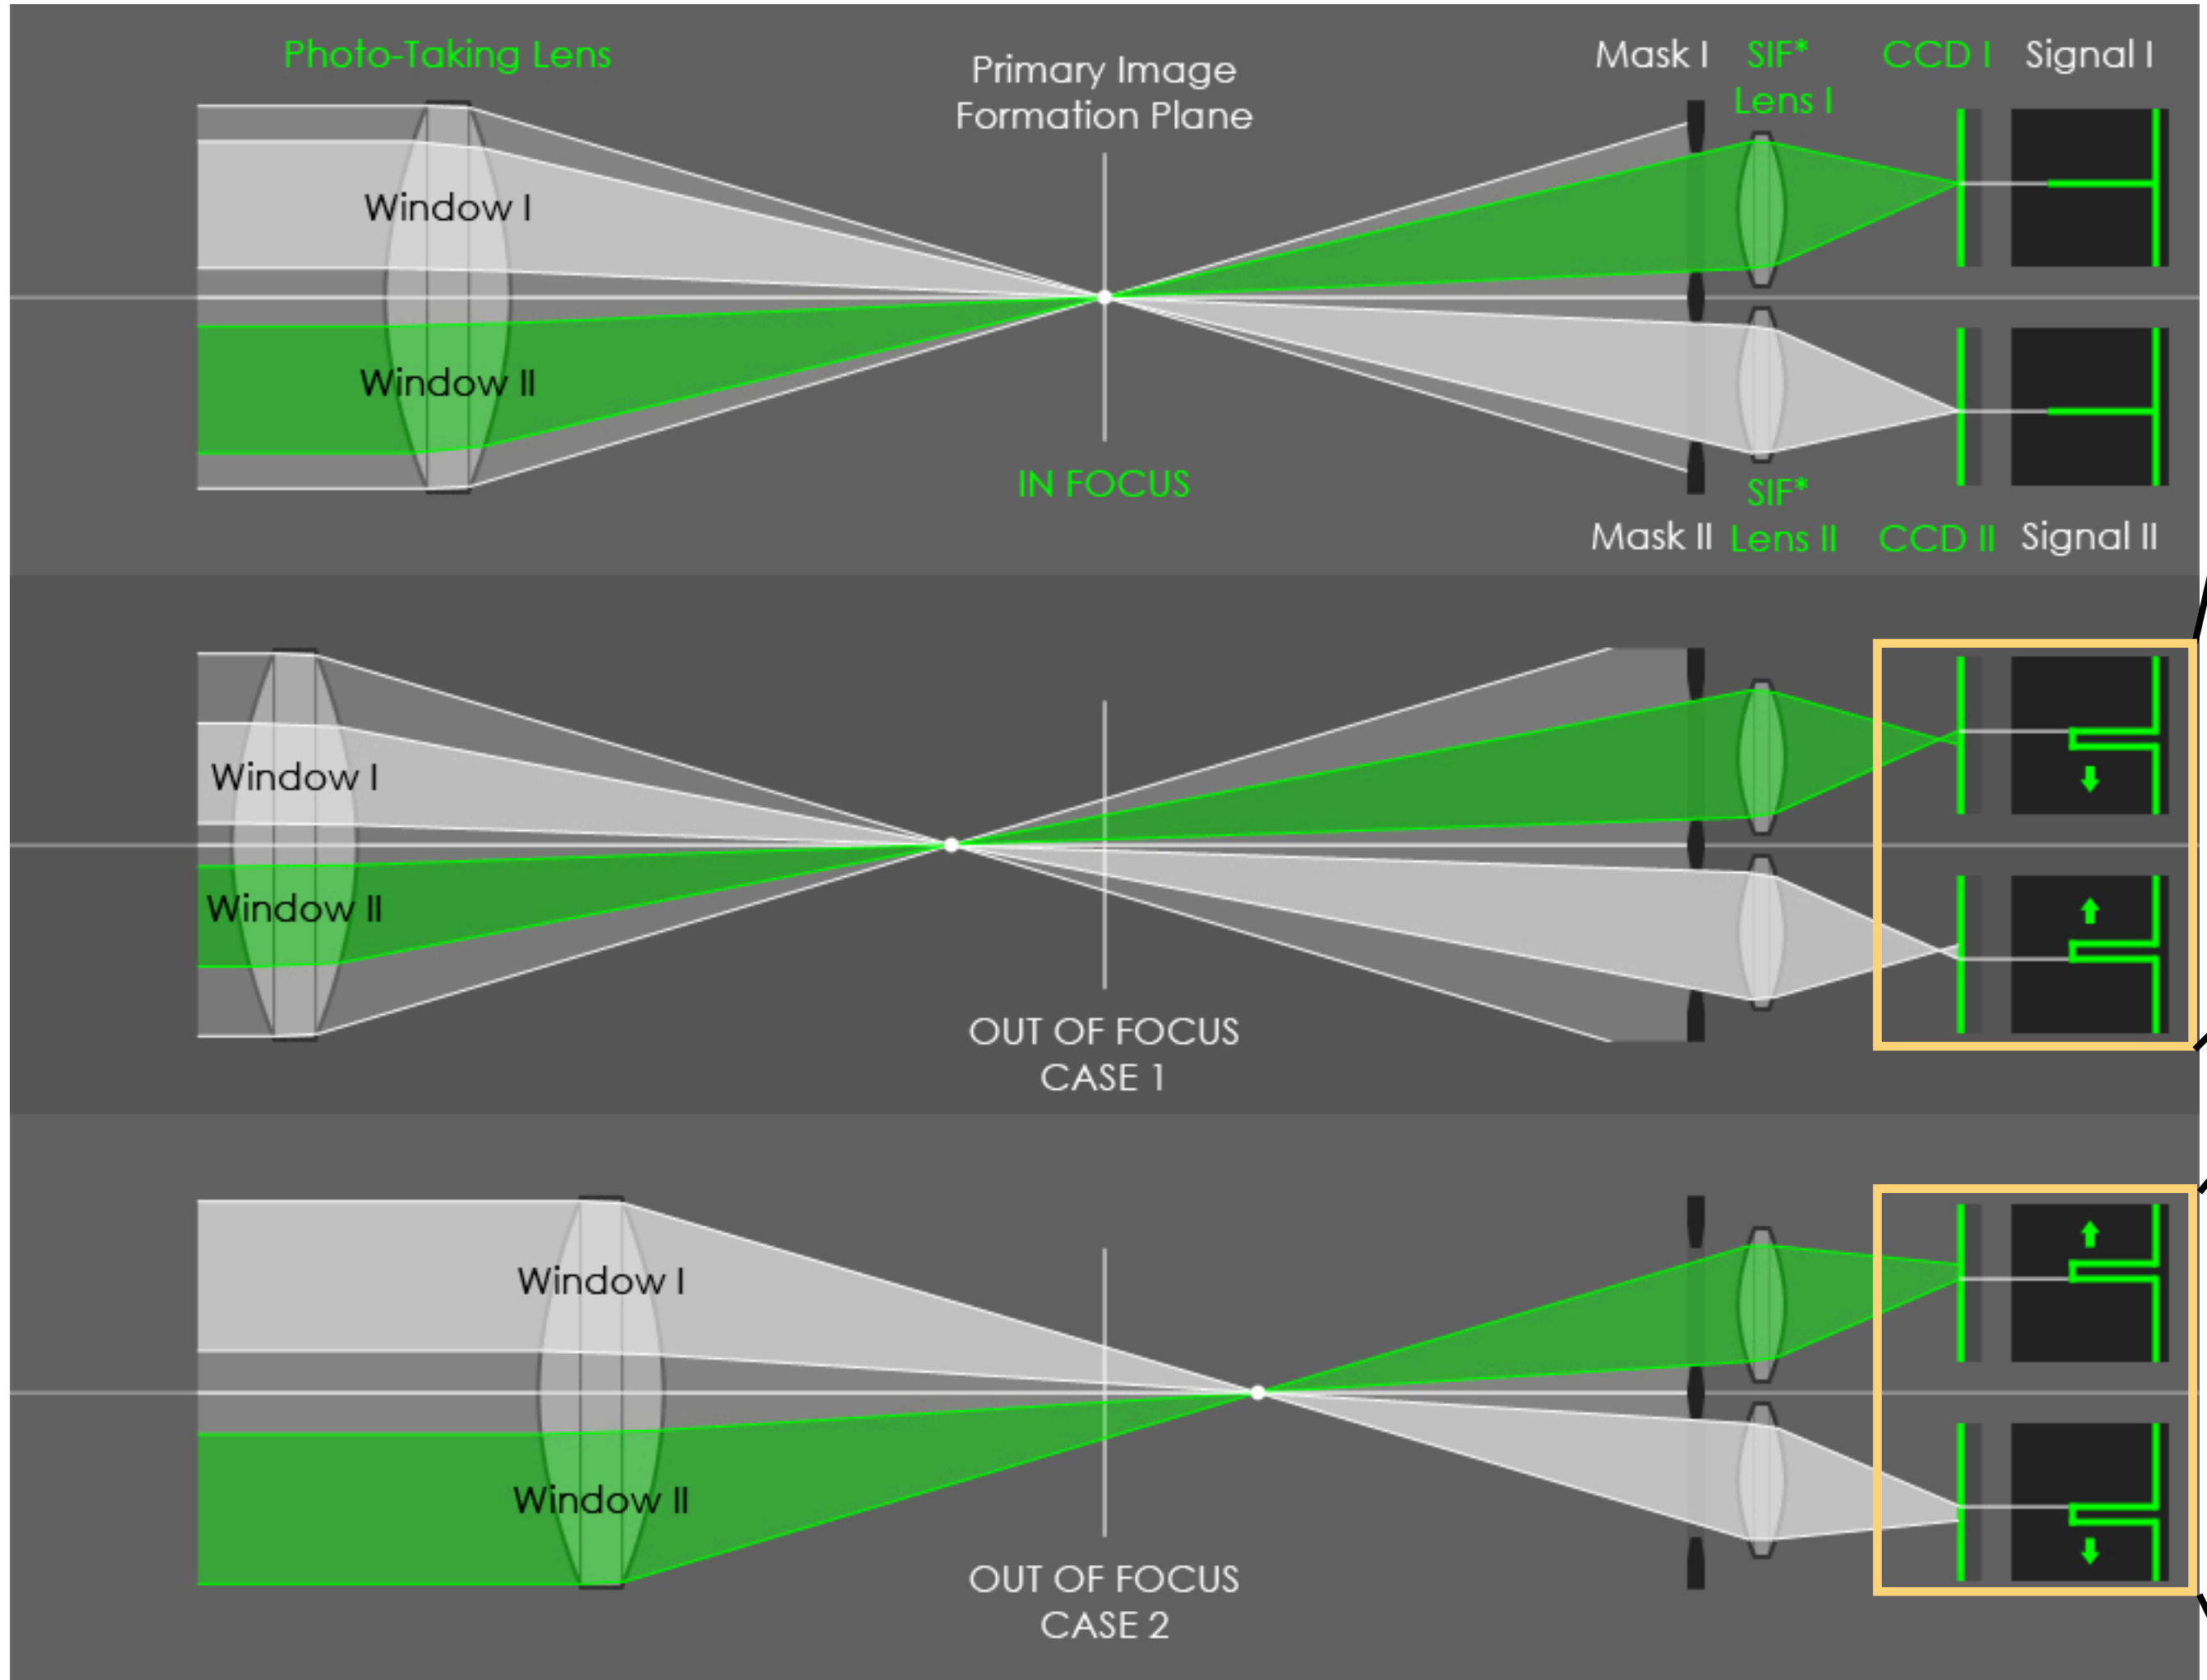 Photo-Taking Lens
Primary Image
Formation Plane
Mask I
SIF*
Lens I
CCD I
Signal I
Window I
Window II
IN FOCUS
SIF*
Lens II
Mask II
CCD II
Signal II
Window I
Window II
OUT OF FOCUS
CASE 1
Window I
Window II
OUT OF FOCUS
CASE 2